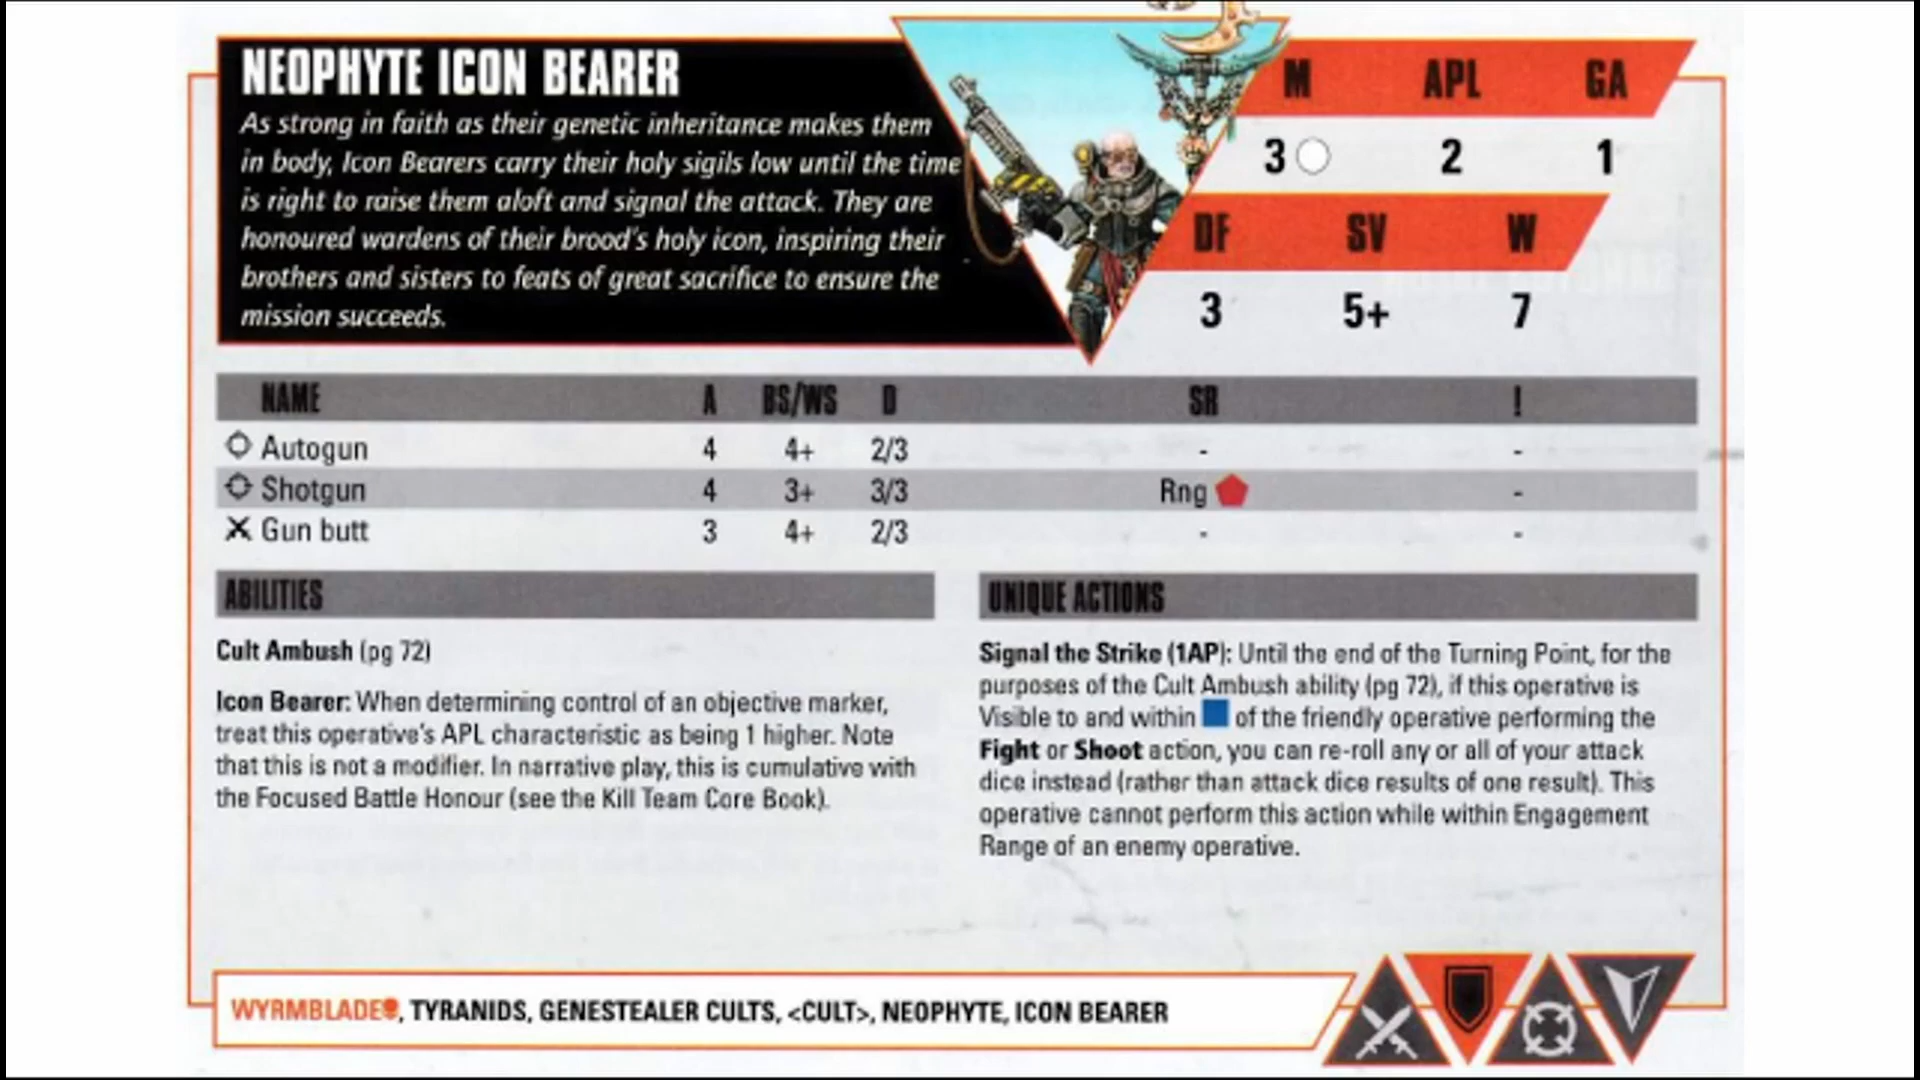 NEOPHYTE ICON BEARER
As strong in faith as their genetic inheritance makes them
in body, Icon Bearers carry their holy sigils low until the time
is right to raise them aloft and signal the attack. They are
honoured wardens of their brood's holy icon, inspiring their
brothers and sisters to feats of great sacrifice to ensure the
mission succeeds.
M APL GA
3 2 1
DF SV W
3 5+ 7
NAME A BS/WS D SR !
Autogun 4 4+ 2/3 - -
Shotgun 4 3+ 3/3 Rng -
Gun butt 3 4+ 2/3 - -
ABILITIES
Cult Ambush (pg 72)
Icon Bearer: When determining control of an objective marker,
treat this operative's APL characteristic as being 1 higher. Note
that this is not a modifier. In narrative play, this is cumulative with
the Focused Battle Honour (see the Kill Team Core Book).
UNIQUE ACTIONS
Signal the Strike (1AP): Until the end of the Turning Point, for the
purposes of the Cult Ambush ability (pg 72), if this operative is
Visible to and within of the friendly operative performing the
Fight or Shoot action, you can re-roll any or all of your attack
dice instead (rather than attack dice results of one result). This
operative cannot perform this action while within Engagement
Range of an enemy operative.
WYRMBLADE, TYRANIDS, GENESTEALER CULTS, <CULT>, NEOPHYTE, ICON BEARER